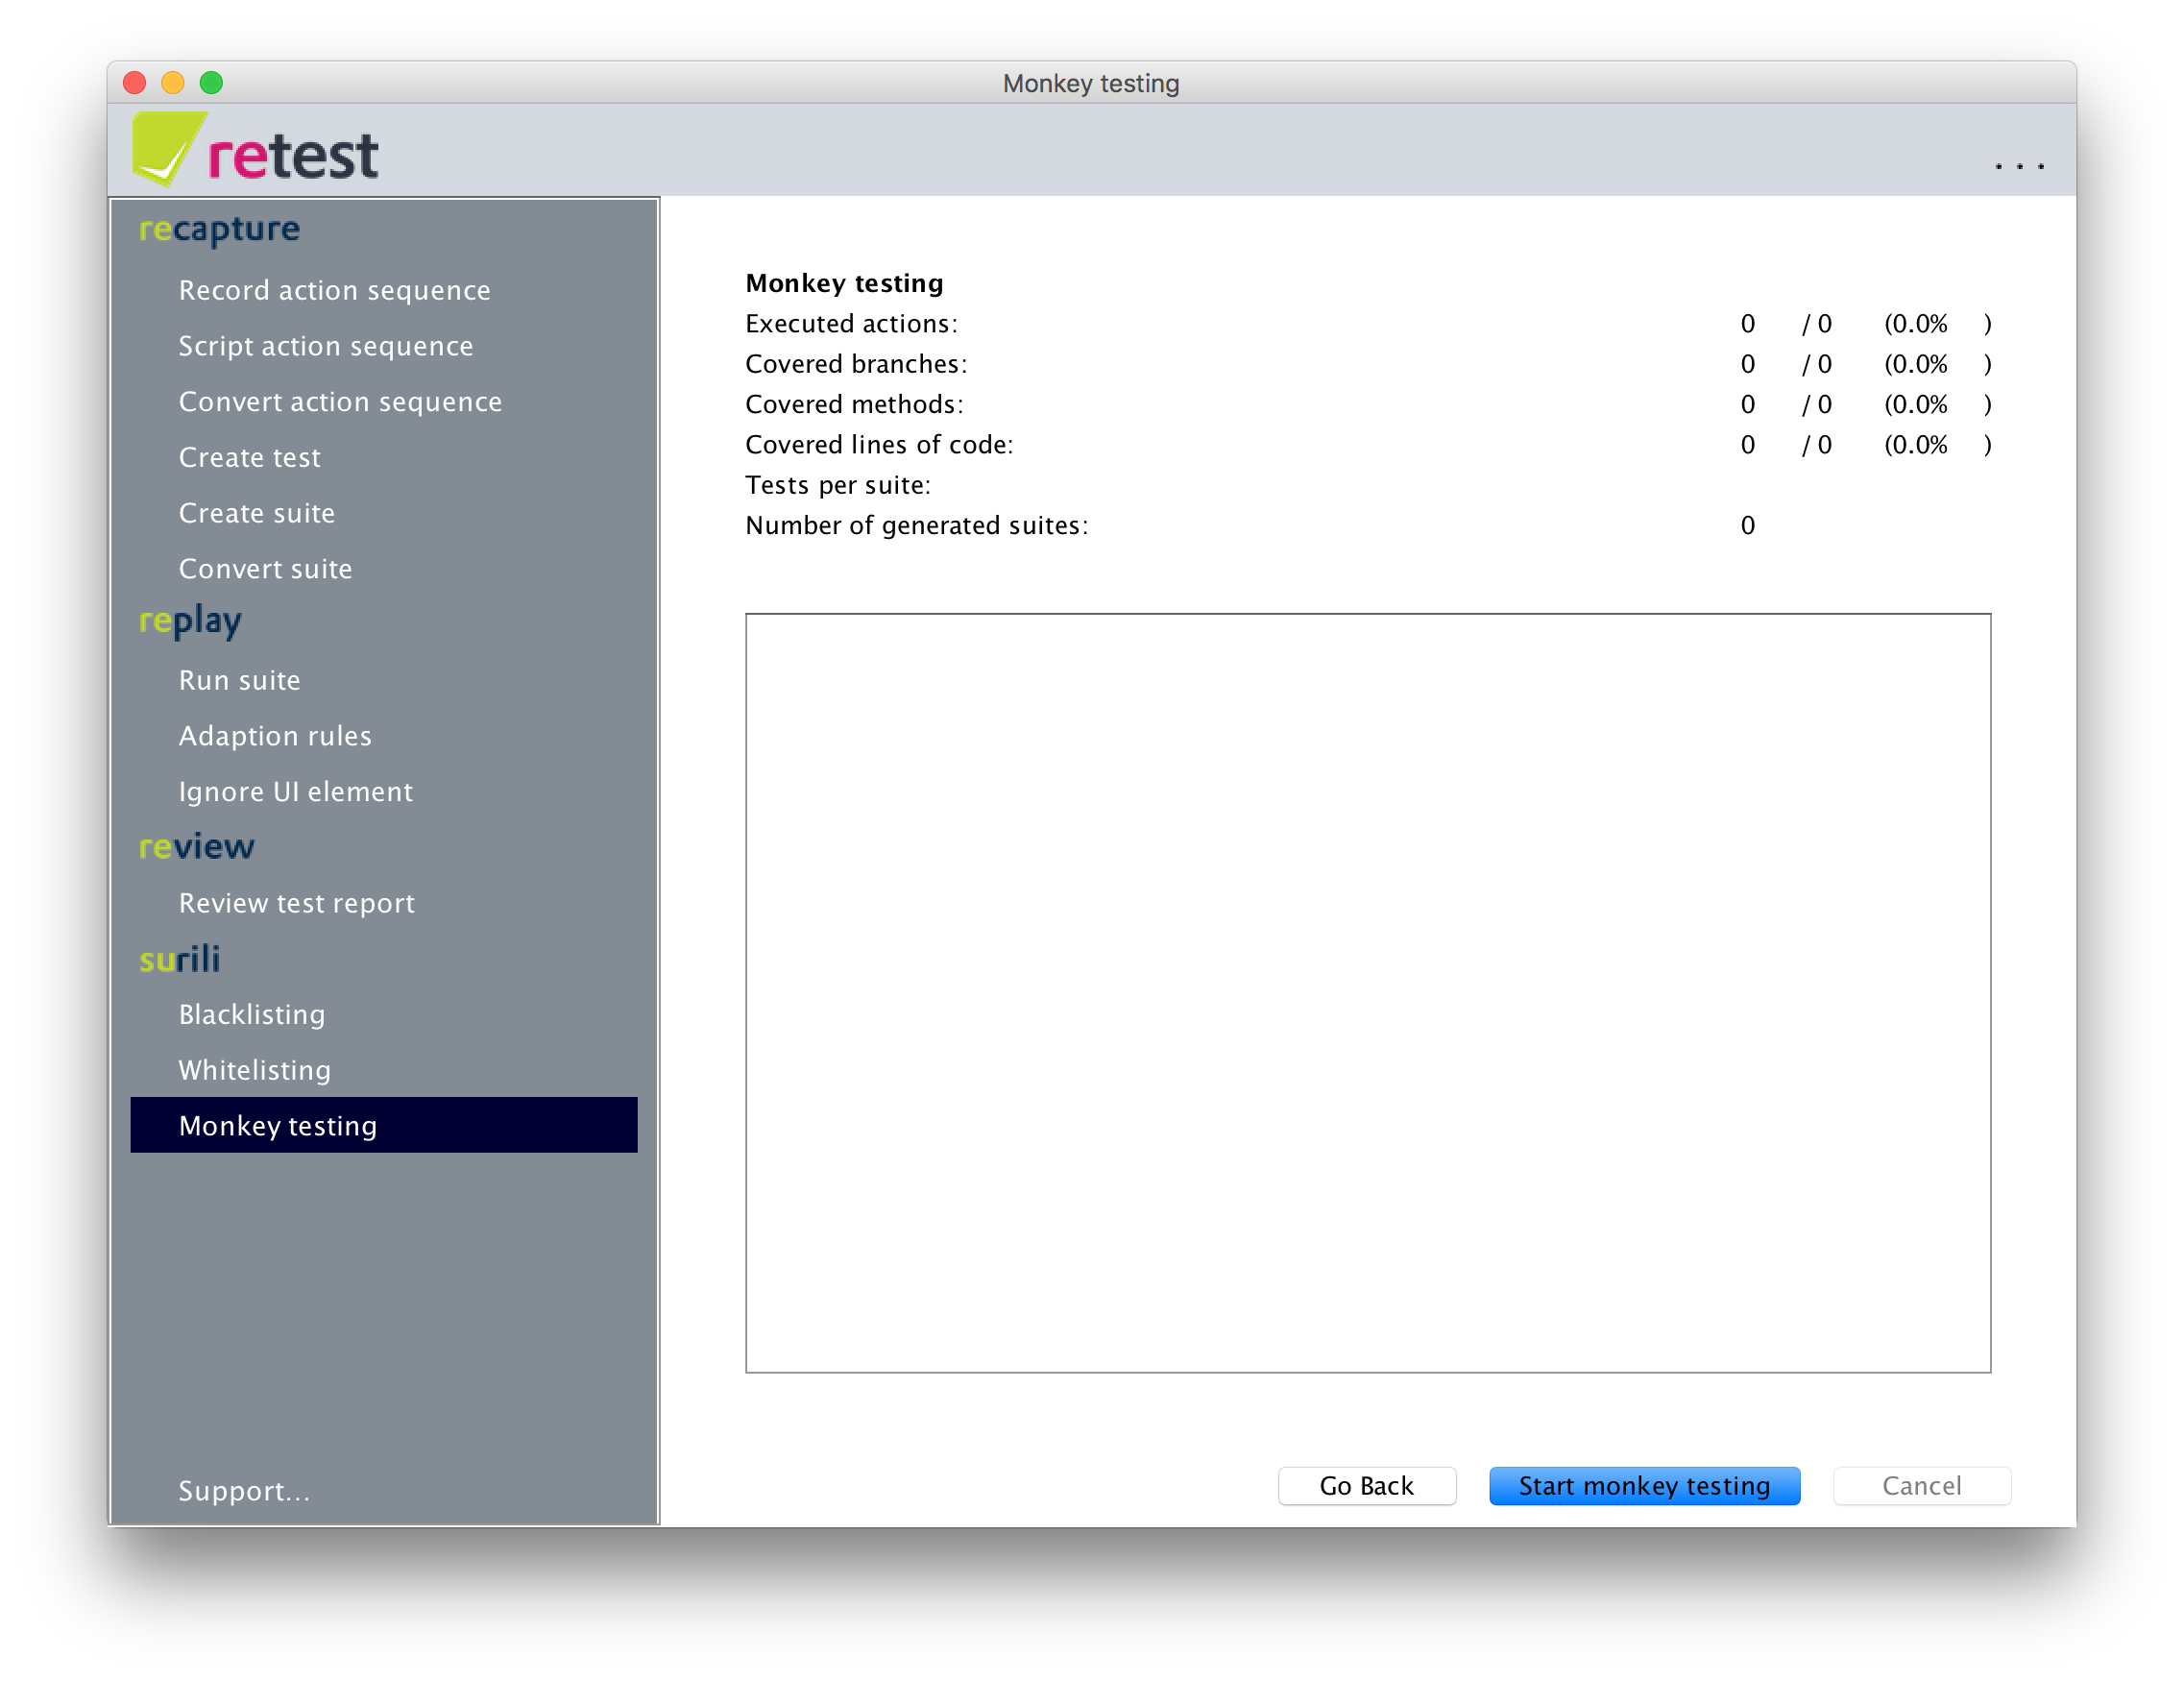 Monkey testing
retest
...
recapture
Record action sequence
Script action sequence
Convert action sequence
Create test
Create suite
Convert suite
replay
Run suite
Adaption rules
Ignore UI element
review
Review test report
surili
Blacklisting
Whitelisting
Monkey testing
Support...
Monkey testing
Executed actions: 0 / 0 (0.0% )
Covered branches: 0 / 0 (0.0% )
Covered methods: 0 / 0 (0.0% )
Covered lines of code: 0 / 0 (0.0% )
Tests per suite:
Number of generated suites: 0
Go Back Start monkey testing Cancel